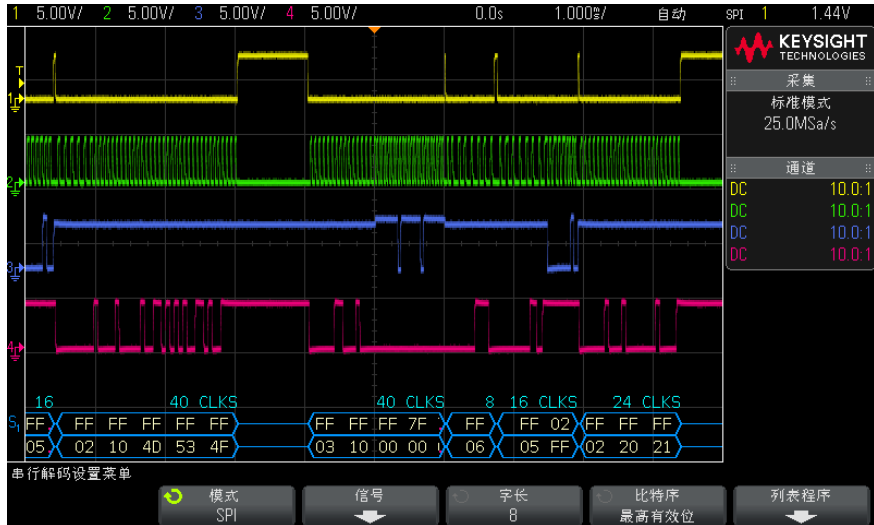 1 5.00V/ 2 5.00V/ 3 5.00V/ 4 5.00V/ 0.0s 1.000㎳/ 自动 SPI 1 1.44V
KEYSIGHT
TECHNOLOGIES
采集
标准模式
25.0MSa/s
通道
DC 10.0:1
DC 10.0:1
DC 10.0:1
DC 10.0:1
T
1
2
3
4
16 40 CLKS 40 CLKS 8 16 CLKS 24 CLKS
S1 FF FF FF FF FF FF FF FF FF 7F FF FF 02 FF FF FF
05 02 10 4D 53 4F 03 10 00 00 06 05 FF 02 20 21
串行解码设置菜单
模式 信号 字长 比特序 列表程序
SPI 8 最高有效位